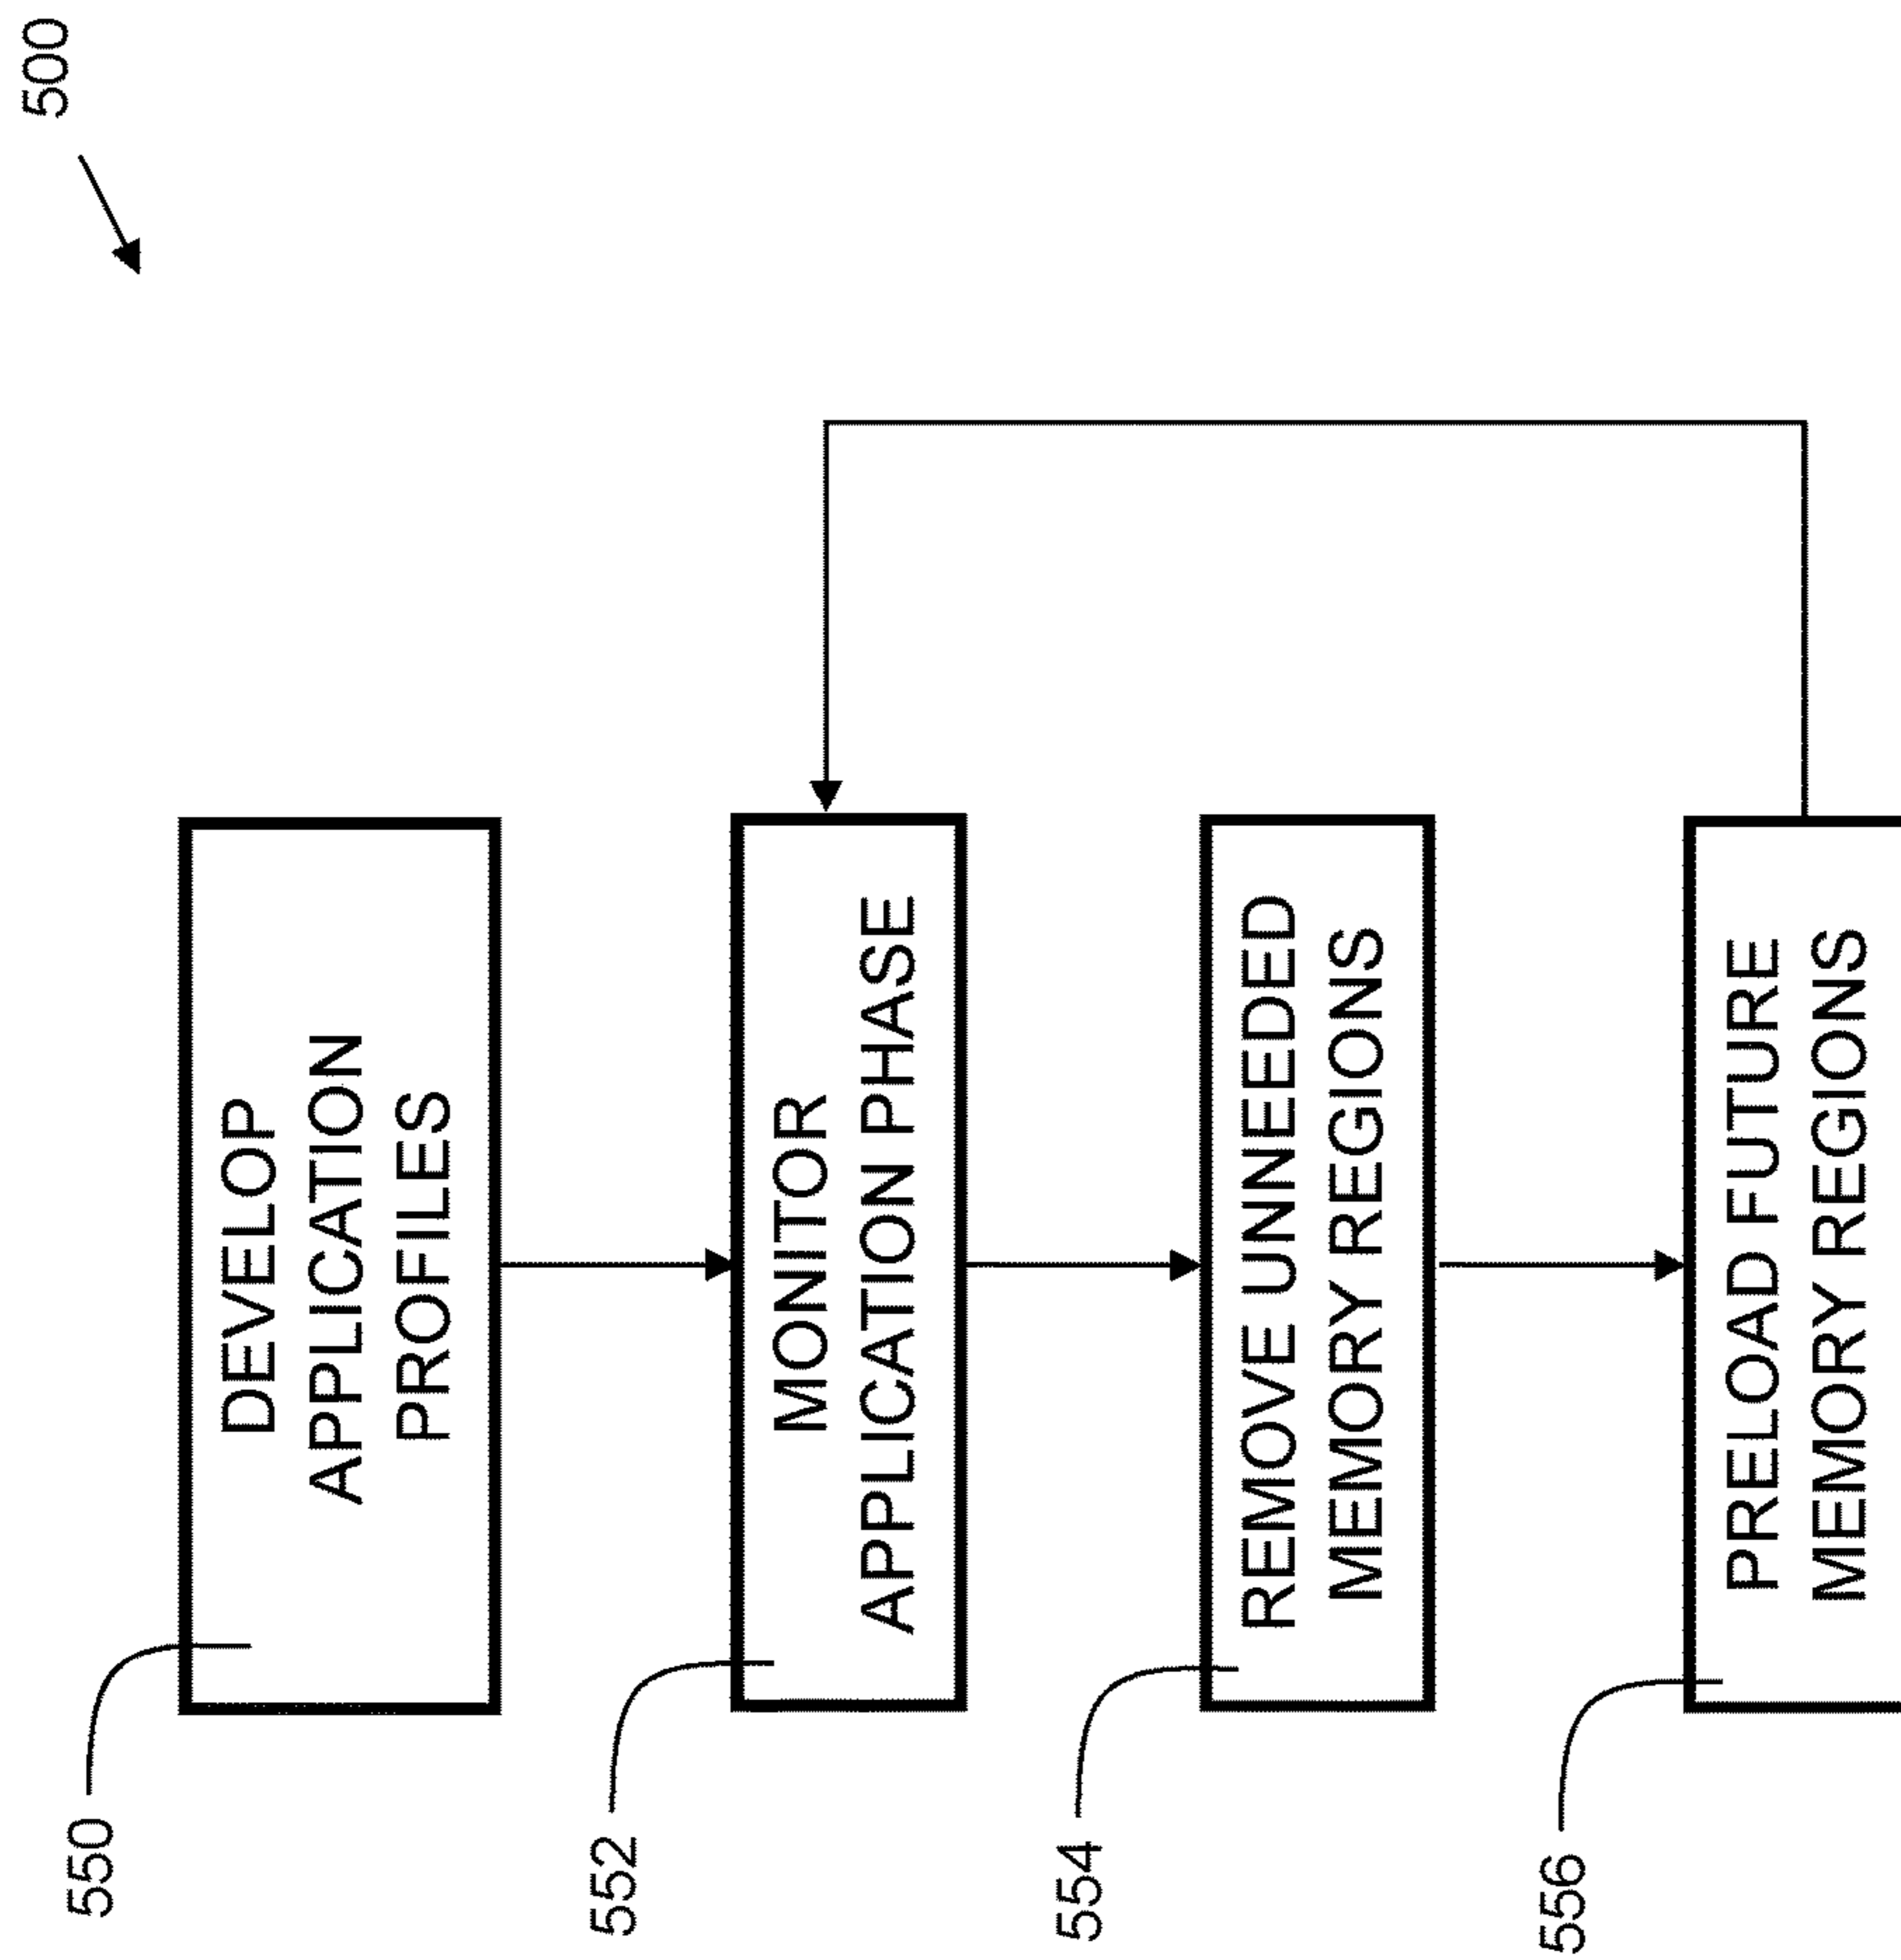 500
550
DEVELOP
APPLICATION
PROFILES
552
MONITOR
APPLICATION PHASE
554
REMOVE UNNEEDED
MEMORY REGIONS
556
PRELOAD FUTURE
MEMORY REGIONS